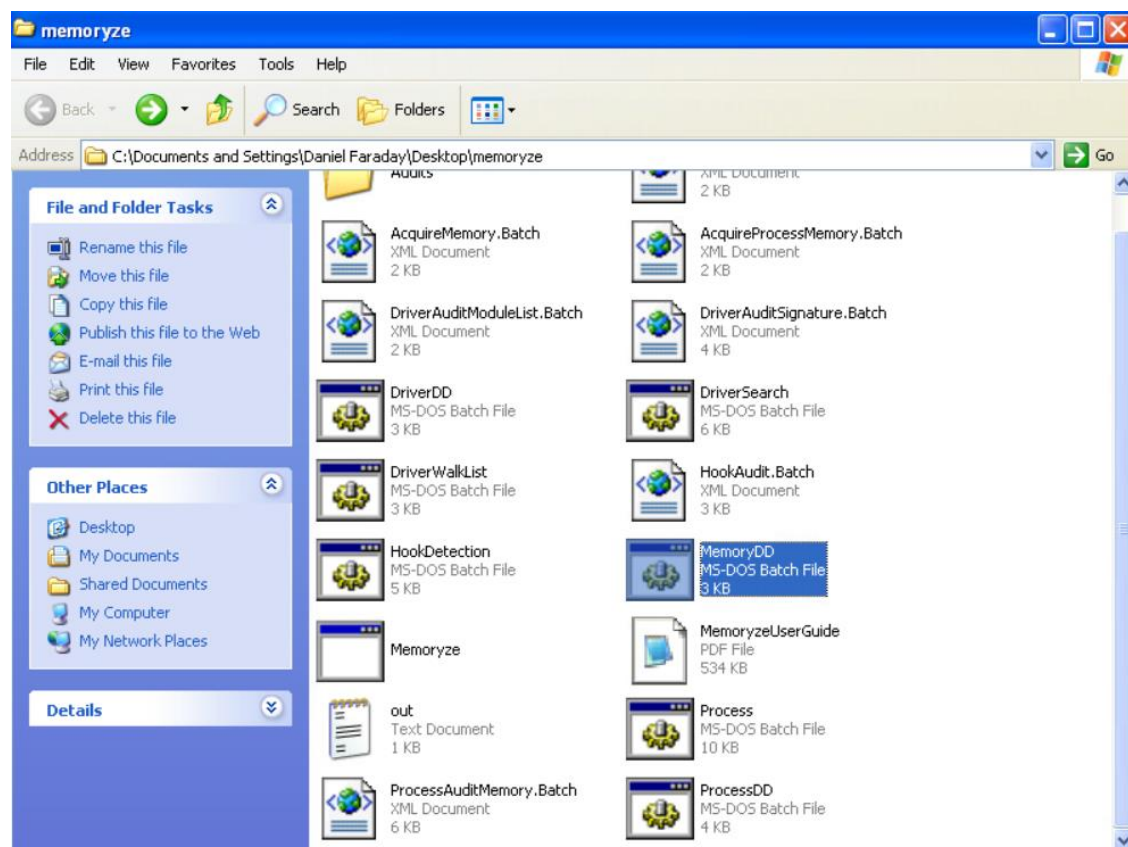 memoryze
File Edit View Favorites Tools Help
Back Search Folders
Address C:\Documents and Settings\Daniel Faraday\Desktop\memoryze Go
File and Folder Tasks
Rename this file
Move this file
Copy this file
Publish this file to the Web
E-mail this file
Print this file
Delete this file
Other Places
Desktop
My Documents
Shared Documents
My Computer
My Network Places
Details
Audits
XML Document
2 KB
AcquireMemory.Batch
XML Document
2 KB
AcquireProcessMemory.Batch
XML Document
2 KB
DriverAuditModuleList.Batch
XML Document
2 KB
DriverAuditSignature.Batch
XML Document
4 KB
DriverDD
MS-DOS Batch File
3 KB
DriverSearch
MS-DOS Batch File
6 KB
DriverWalkList
MS-DOS Batch File
3 KB
HookAudit.Batch
XML Document
3 KB
HookDetection
MS-DOS Batch File
5 KB
MemoryDD
MS-DOS Batch File
3 KB
Memoryze
MemoryzeUserGuide
PDF File
534 KB
out
Text Document
1 KB
Process
MS-DOS Batch File
10 KB
ProcessAuditMemory.Batch
XML Document
6 KB
ProcessDD
MS-DOS Batch File
4 KB